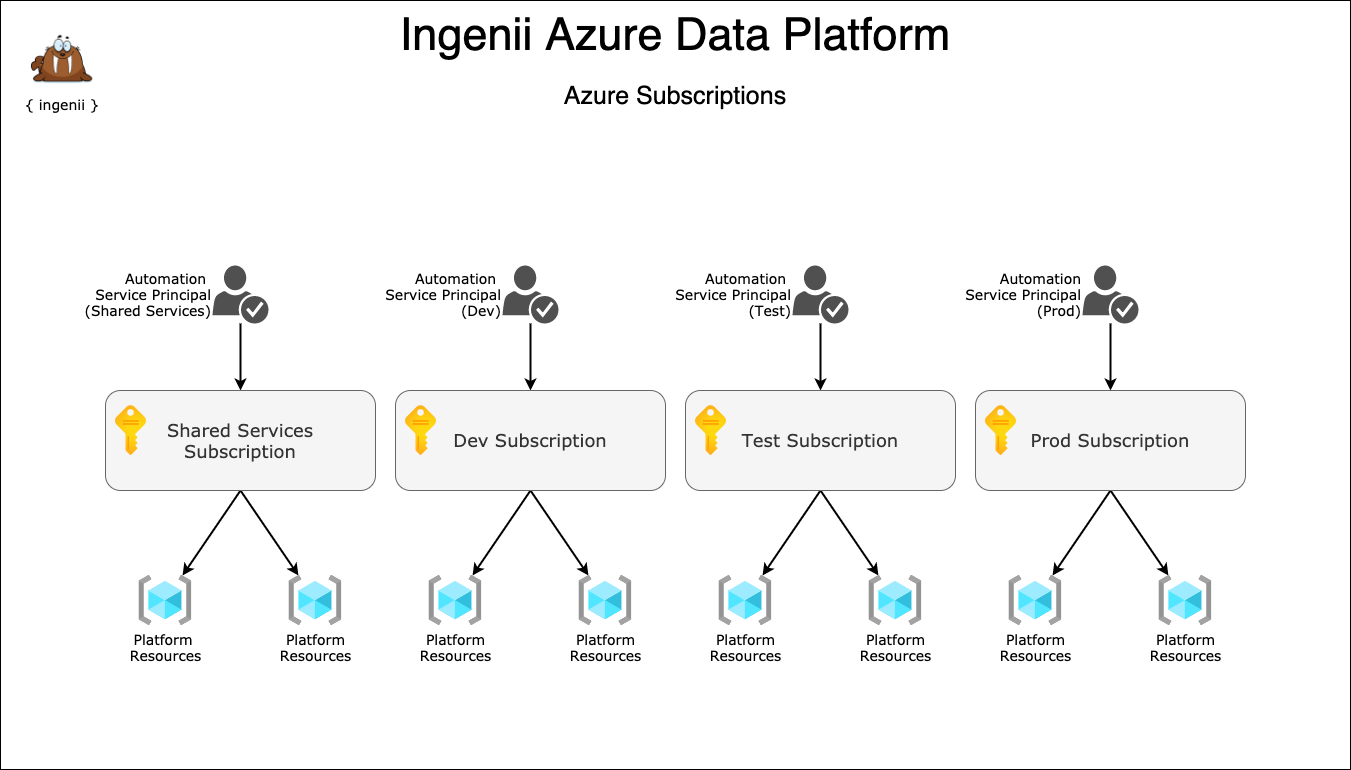 Ingenii Azure Data Platform
{ ingenii }
Azure Subscriptions
Automation
Service Principal
(Shared Services)
Automation
Service Principal
(Dev)
Automation
Service Principal
(Test)
Automation
Service Principal
(Prod)
Shared Services
Subscription
Dev Subscription
Test Subscription
Prod Subscription
Platform
Resources
Platform
Resources
Platform
Resources
Platform
Resources
Platform
Resources
Platform
Resources
Platform
Resources
Platform
Resources